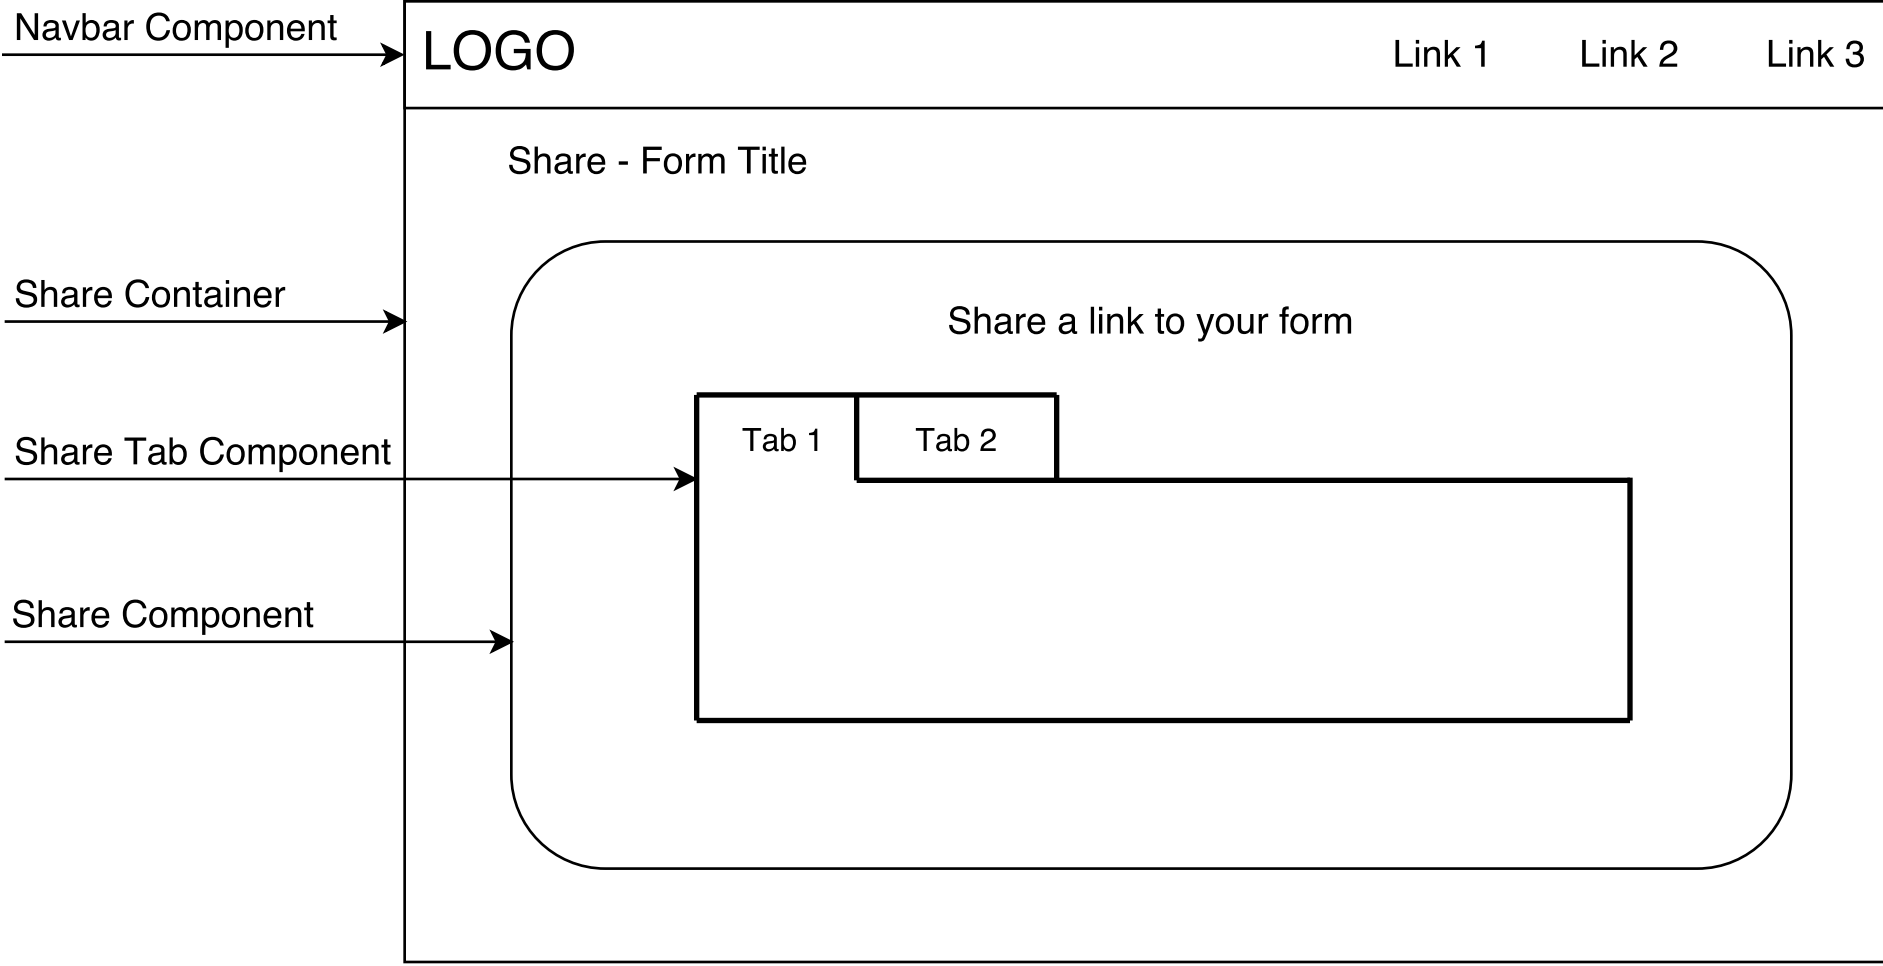 Navbar Component
LOGO
Link 1
Link 2
Link 3
Share - Form Title
Share Container
Share a link to your form
Share Tab Component
Tab 1
Tab 2
Share Component